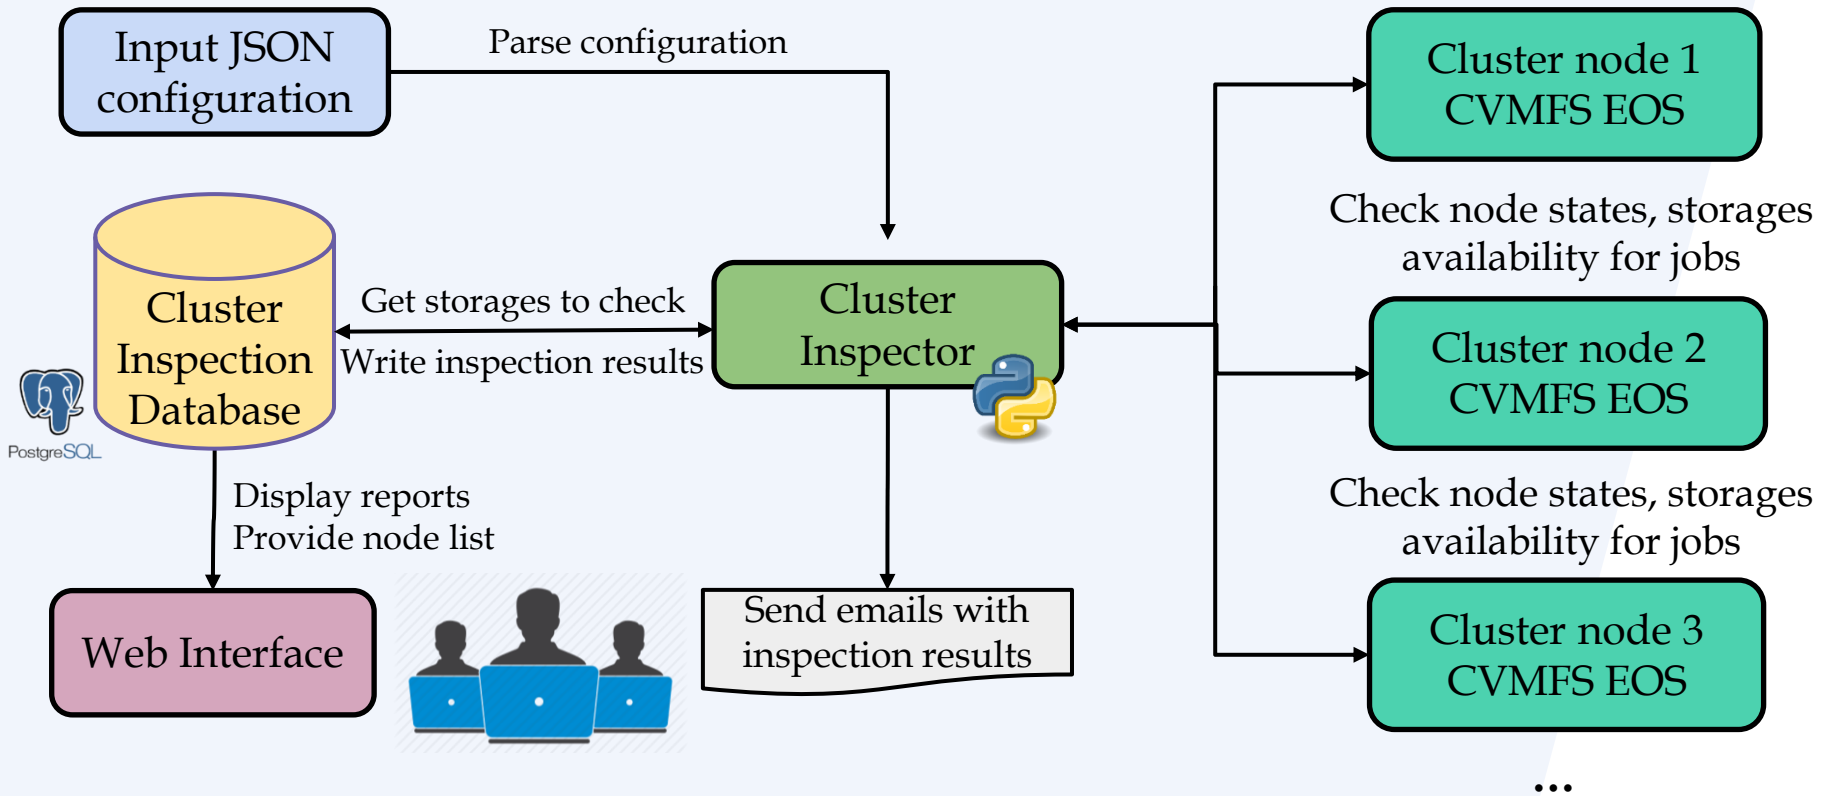 Input JSON
configuration
Parse configuration
Cluster node 1
CVMFS EOS
Check node states, storages
availability for jobs
Cluster
Inspection
Database
PostgreSQL
Get storages to check
Write inspection results
Cluster
Inspector
Cluster node 2
CVMFS EOS
Check node states, storages
availability for jobs
Display reports
Provide node list
Web Interface
Send emails with
inspection results
Cluster node 3
CVMFS EOS
...